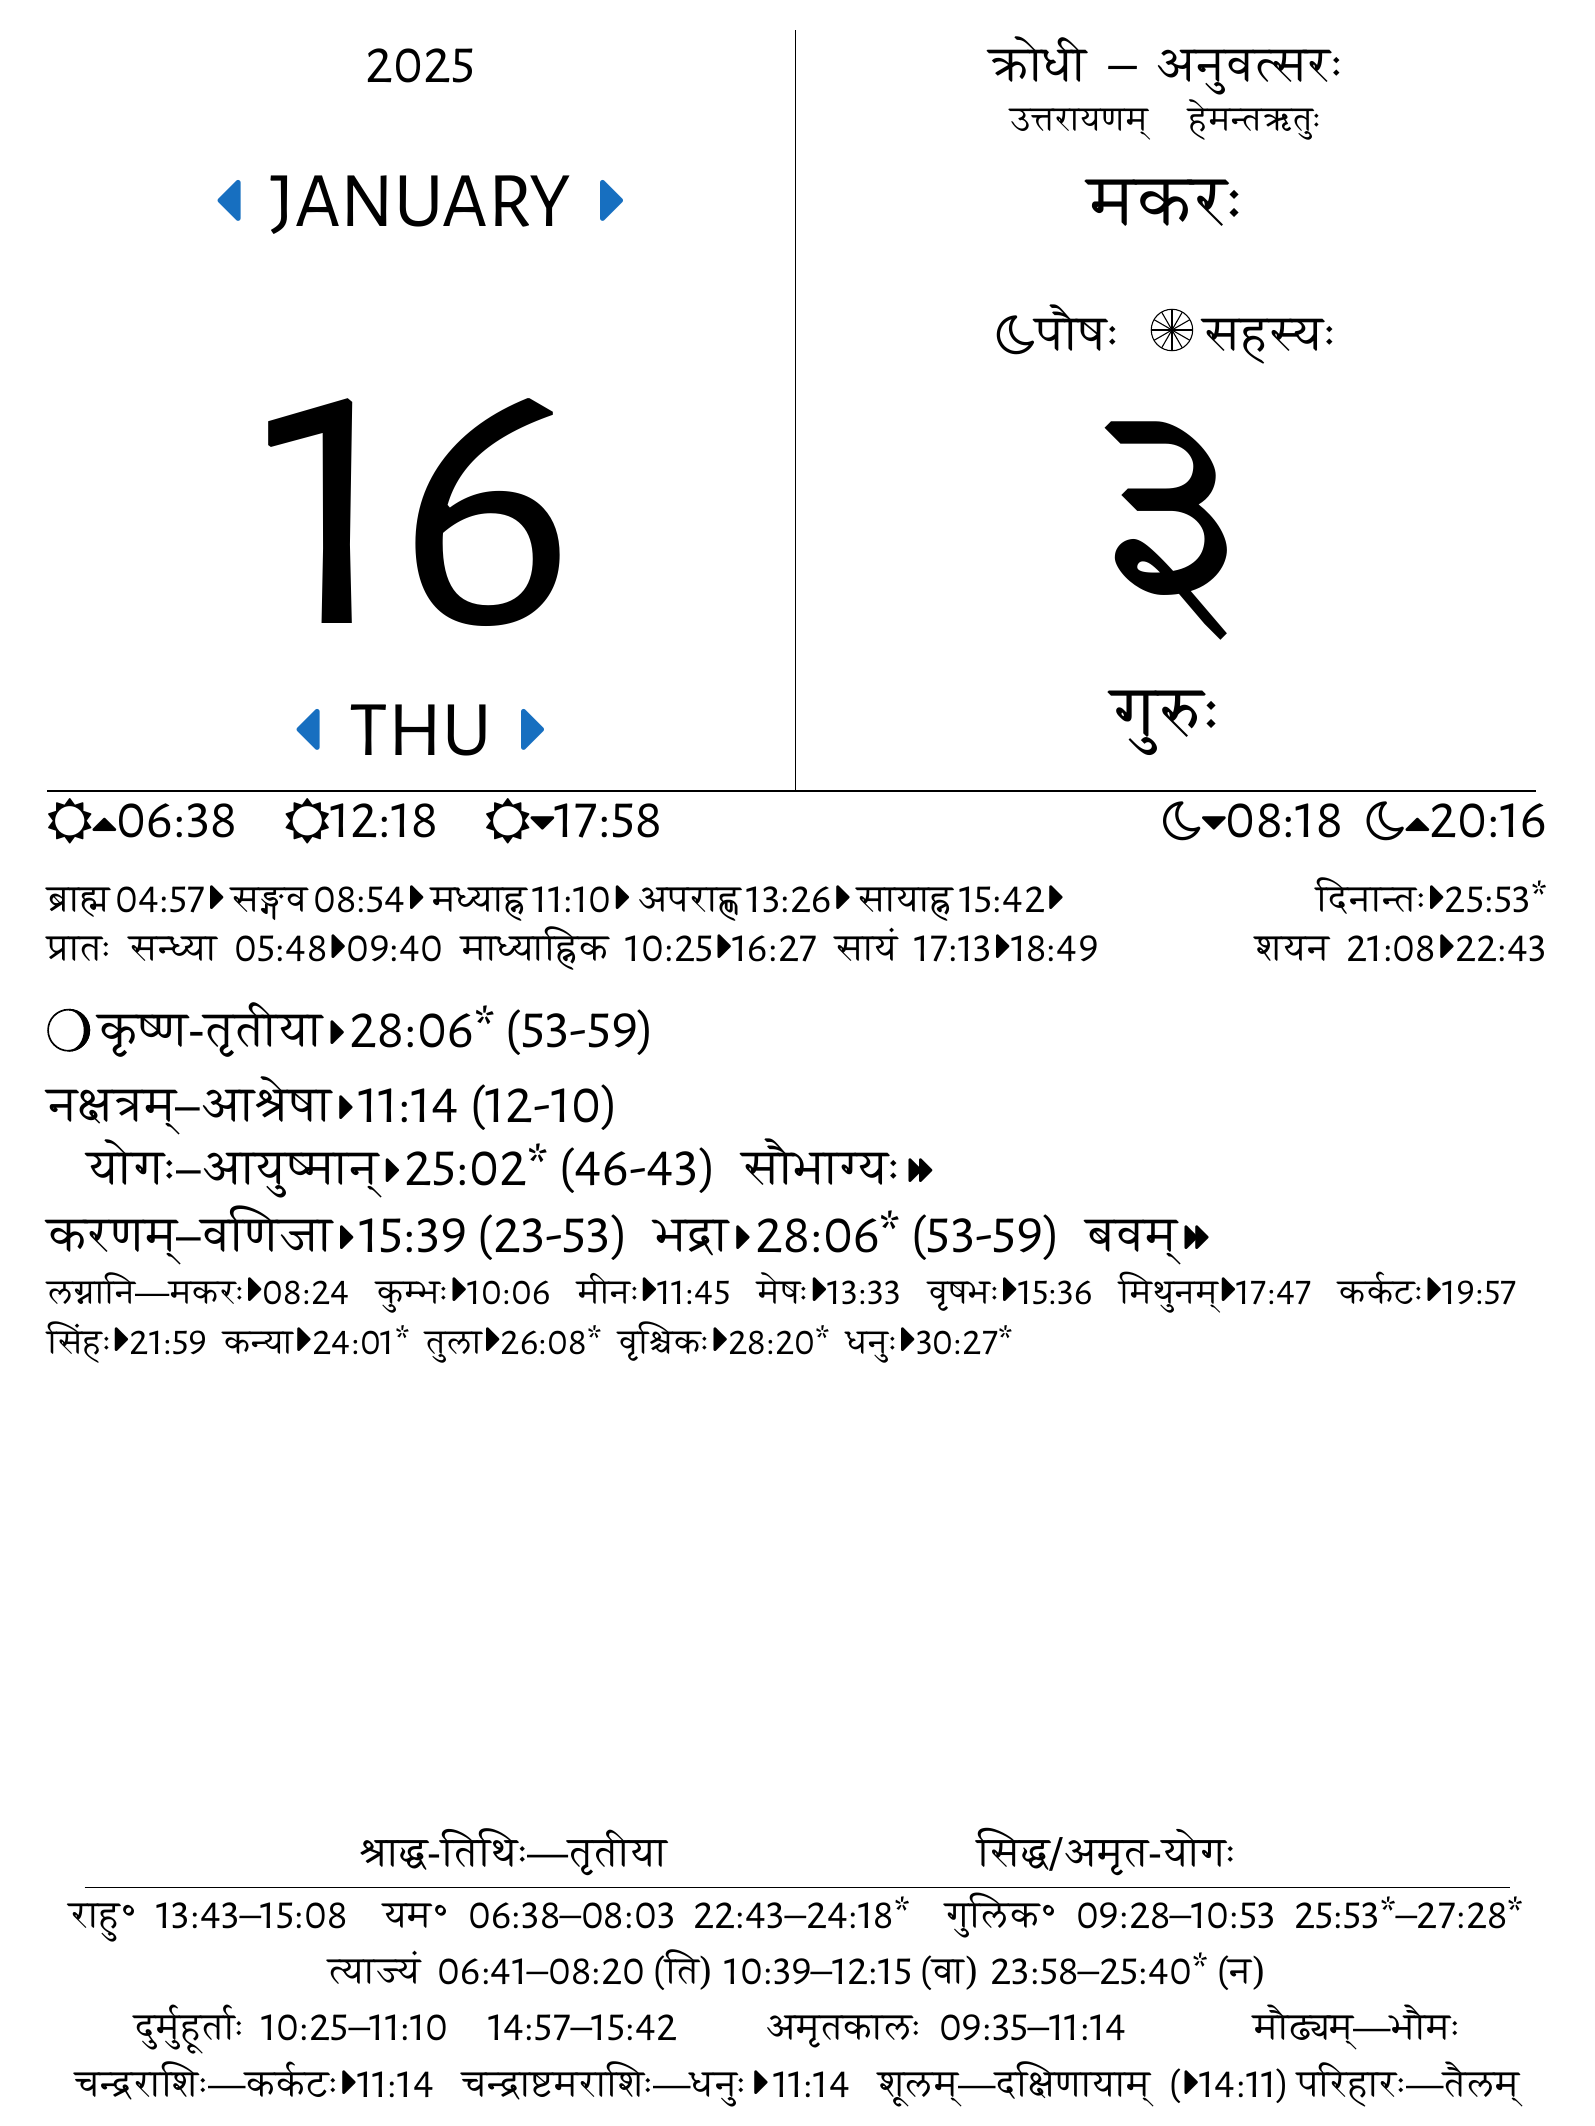 2025
JANUARY
16
THU
क्रोधी – अनुवत्सरः
उत्तरायणम् हेमन्तऋतुः
मकरः
पौषः सहस्यः
३
गुरुः
06:38 12:18 17:58 08:18 20:16
ब्राह्म 04:57 सङ्गव 08:54 मध्याह्न 11:10 अपराह्ण 13:26 सायाह्न 15:42 दिनान्तः 25:53*
प्रातः सन्ध्या 05:48 09:40 माध्याह्निक 10:25 16:27 सायं 17:13 18:49 शयन 21:08 22:43
कृष्ण-तृतीया 28:06* (53-59)
नक्षत्रम्–आश्रेषा 11:14 (12-10)
योगः–आयुष्मान् 25:02* (46-43) सौभाग्यः
करणम्–वणिजा 15:39 (23-53) भद्रा 28:06* (53-59) बवम्
लग्नानि—मकरः 08:24 कुम्भः 10:06 मीनः 11:45 मेषः 13:33 वृषभः 15:36 मिथुनम् 17:47 कर्कटः 19:57
सिंहः 21:59 कन्या 24:01* तुला 26:08* वृश्चिकः 28:20* धनुः 30:27*
श्राद्ध-तिथिः—तृतीया सिद्ध/अमृत-योगः
राहु॰ 13:43–15:08 यम॰ 06:38–08:03 22:43–24:18* गुलिक॰ 09:28–10:53 25:53*–27:28*
त्याज्यं 06:41–08:20 (ति) 10:39–12:15 (वा) 23:58–25:40* (न)
दुर्मुहूर्ताः 10:25–11:10 14:57–15:42 अमृतकालः 09:35–11:14 मौढ्यम्—भौमः
चन्द्रराशिः—कर्कटः 11:14 चन्द्राष्टमराशिः—धनुः 11:14 शूलम्—दक्षिणायाम् (14:11) परिहारः—तैलम्